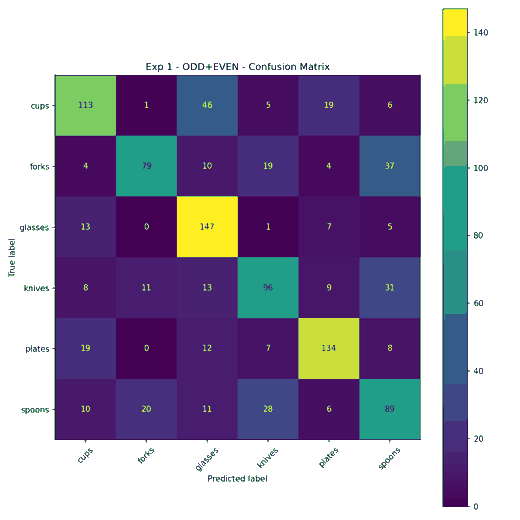 Exp 1 - ODD+EVEN - Confusion Matrix
True label
cups 113 1 46 5 19 6
forks 4 79 10 19 4 37
glasses 13 0 147 1 7 5
knives 8 11 13 96 9 31
plates 19 0 12 7 134 8
spoons 10 20 11 28 6 89
cups forks glasses knives plates spoons
Predicted label
140
120
100
80
60
40
20
0